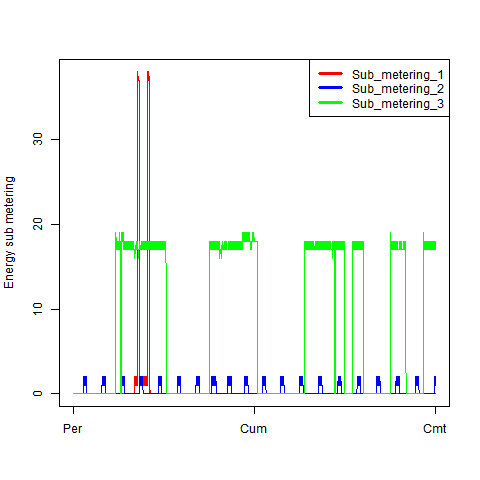 Sub_metering_1
Sub_metering_2
Sub_metering_3
Energy sub metering
30
20
10
0
Per
Cum
Cmt